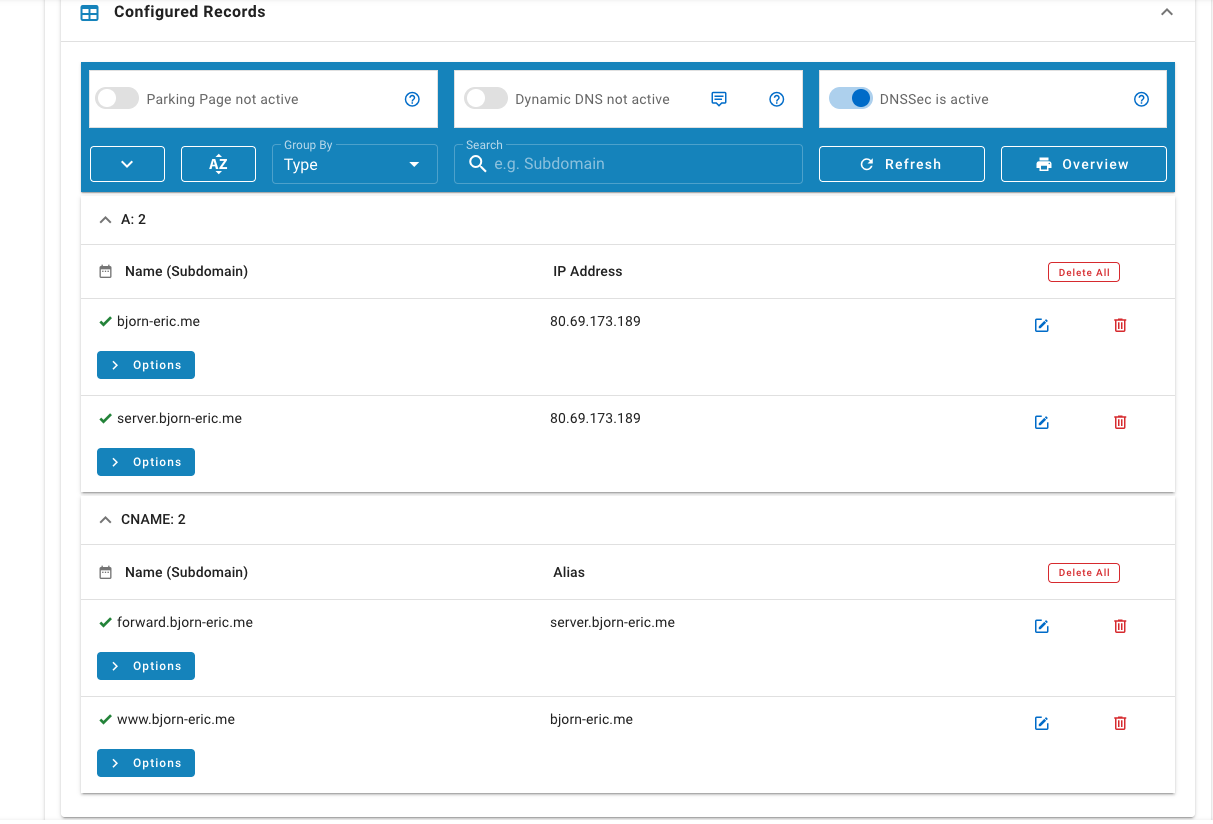 Configured Records
Parking Page not active
Dynamic DNS not active
DNSSec is active
AZ
Group By
Type
Search
e.g. Subdomain
Refresh
Overview
A: 2
Name (Subdomain) IP Address Delete All
bjorn-eric.me 80.69.173.189
Options
server.bjorn-eric.me 80.69.173.189
Options
CNAME: 2
Name (Subdomain) Alias Delete All
forward.bjorn-eric.me server.bjorn-eric.me
Options
www.bjorn-eric.me bjorn-eric.me
Options